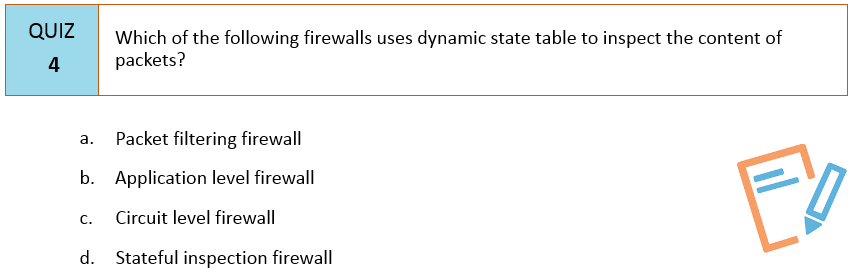 QUIZ
4
Which of the following firewalls uses dynamic state table to inspect the content of
packets?
a. Packet filtering firewall
b. Application level firewall
c. Circuit level firewall
d. Stateful inspection firewall